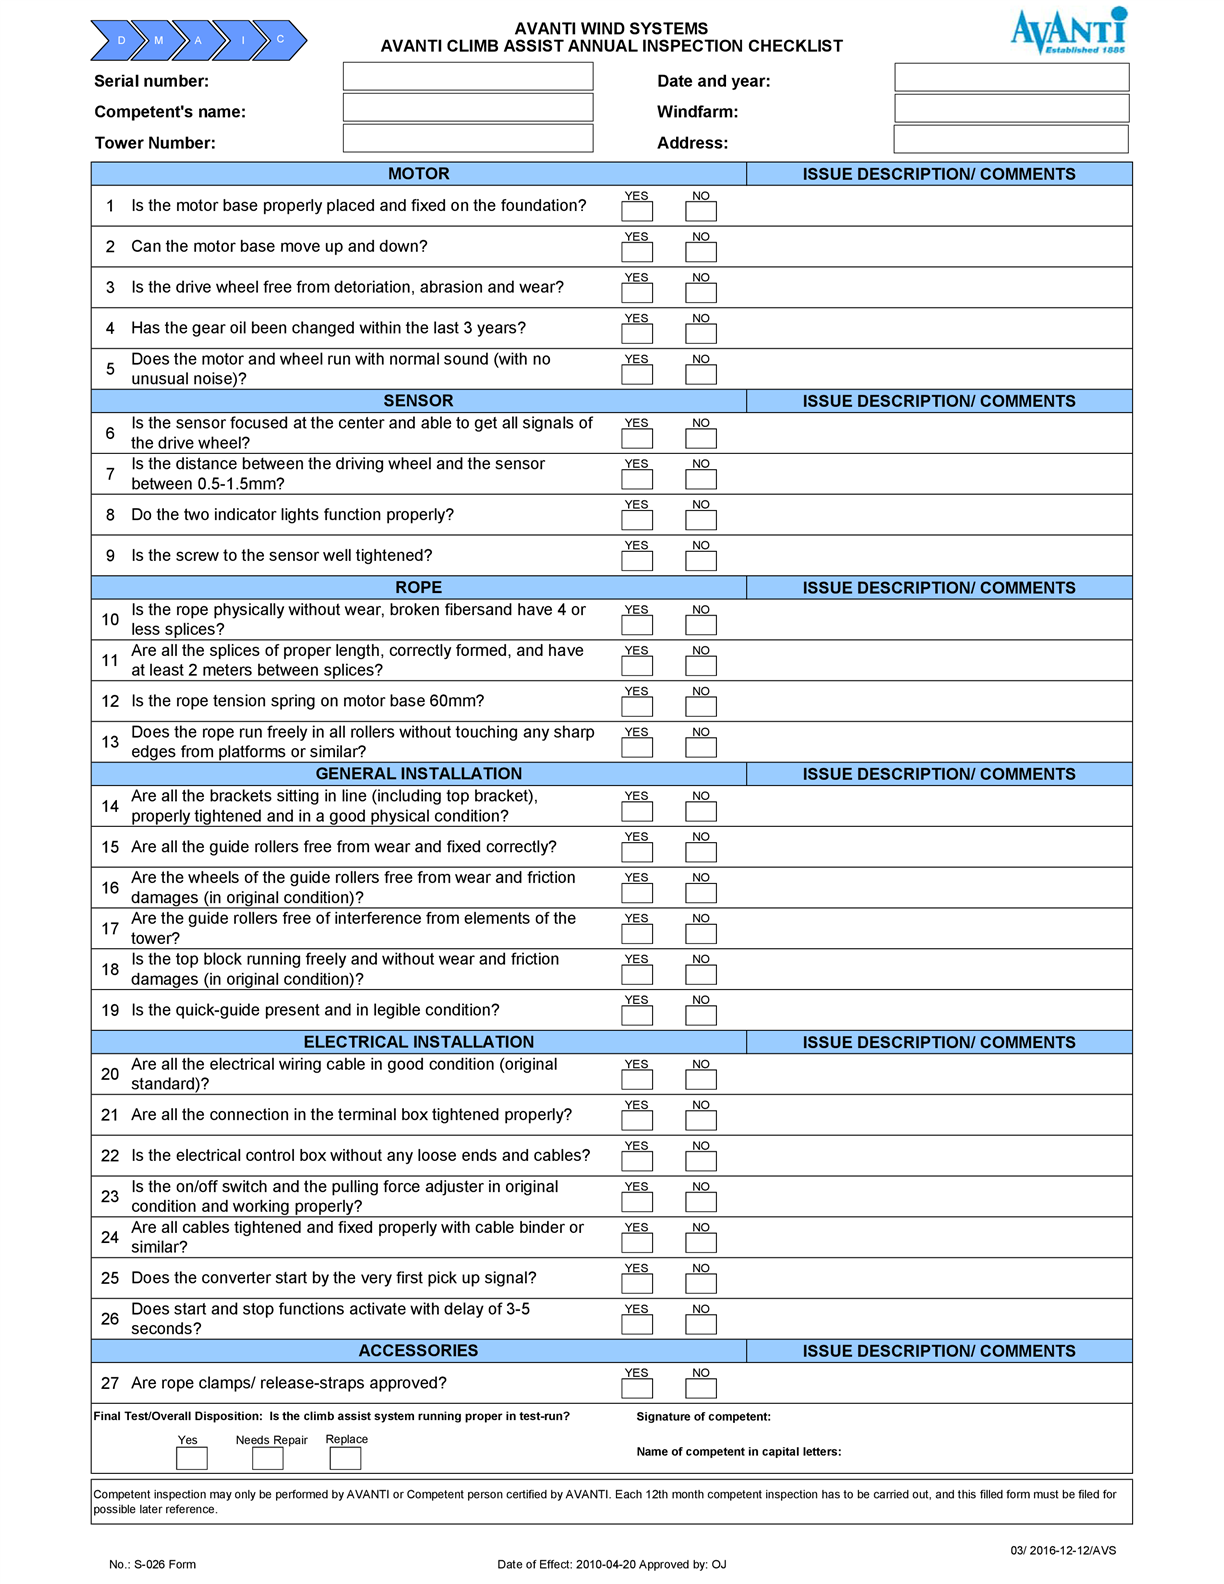 D M A I C
AVANTI WIND SYSTEMS
AVANTI CLIMB ASSIST ANNUAL INSPECTION CHECKLIST
AVANTI
Established 1885
Serial number: Date and year:
Competent's name: Windfarm:
Tower Number: Address:
MOTOR ISSUE DESCRIPTION/ COMMENTS
1 Is the motor base properly placed and fixed on the foundation? YES NO
2 Can the motor base move up and down? YES NO
3 Is the drive wheel free from detoriation, abrasion and wear? YES NO
4 Has the gear oil been changed within the last 3 years? YES NO
5 Does the motor and wheel run with normal sound (with no YES NO
unusual noise)?
SENSOR ISSUE DESCRIPTION/ COMMENTS
6 Is the sensor focused at the center and able to get all signals of YES NO
the drive wheel?
7 Is the distance between the driving wheel and the sensor YES NO
between 0.5-1.5mm?
8 Do the two indicator lights function properly? YES NO
9 Is the screw to the sensor well tightened? YES NO
ROPE ISSUE DESCRIPTION/ COMMENTS
10 Is the rope physically without wear, broken fibersand have 4 or YES NO
less splices?
11 Are all the splices of proper length, correctly formed, and have YES NO
at least 2 meters between splices?
12 Is the rope tension spring on motor base 60mm? YES NO
13 Does the rope run freely in all rollers without touching any sharp YES NO
edges from platforms or similar?
GENERAL INSTALLATION ISSUE DESCRIPTION/ COMMENTS
14 Are all the brackets sitting in line (including top bracket), YES NO
properly tightened and in a good physical condition?
15 Are all the guide rollers free from wear and fixed correctly? YES NO
16 Are the wheels of the guide rollers free from wear and friction YES NO
damages (in original condition)?
17 Are the guide rollers free of interference from elements of the YES NO
tower?
18 Is the top block running freely and without wear and friction YES NO
damages (in original condition)?
19 Is the quick-guide present and in legible condition? YES NO
ELECTRICAL INSTALLATION ISSUE DESCRIPTION/ COMMENTS
20 Are all the electrical wiring cable in good condition (original YES NO
standard)?
21 Are all the connection in the terminal box tightened properly? YES NO
22 Is the electrical control box without any loose ends and cables? YES NO
23 Is the on/off switch and the pulling force adjuster in original YES NO
condition and working properly?
24 Are all cables tightened and fixed properly with cable binder or YES NO
similar?
25 Does the converter start by the very first pick up signal? YES NO
26 Does start and stop functions activate with delay of 3-5 YES NO
seconds?
ACCESSORIES ISSUE DESCRIPTION/ COMMENTS
27 Are rope clamps/ release-straps approved? YES NO
Final Test/Overall Disposition: Is the climb assist system running proper in test-run? Signature of competent:
Yes Needs Repair Replace
Name of competent in capital letters:
Competent inspection may only be performed by AVANTI or Competent person certified by AVANTI. Each 12th month competent inspection has to be carried out, and this filled form must be filed for
possible later reference.
03/ 2016-12-12/AVS
No.: S-026 Form Date of Effect: 2010-04-20 Approved by: OJ